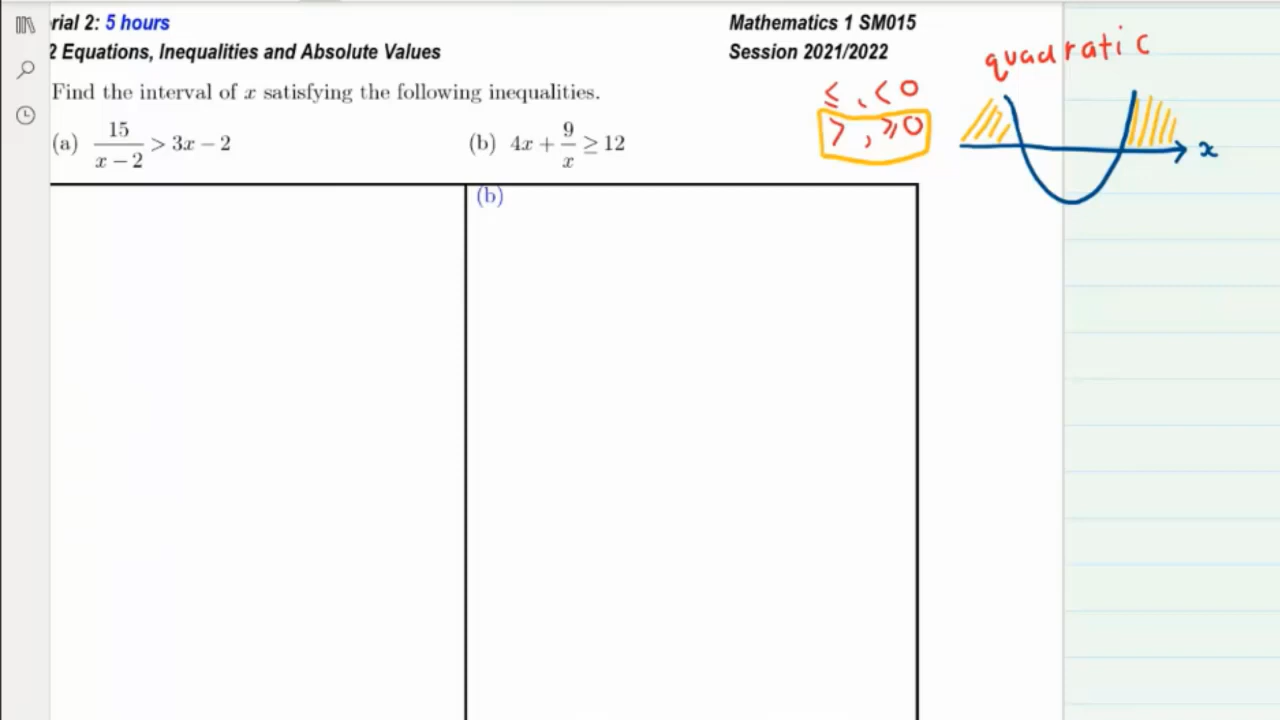 rial 2: 5 hours
Mathematics 1 SM015
2 Equations, Inequalities and Absolute Values
Session 2021/2022
quadratic
Find the interval of x satisfying the following inequalities.
≤ , < 0
> , ≥ 0
(a) 15/(x − 2) > 3x − 2
(b) 4x + 9/x ≥ 12
x
(b)